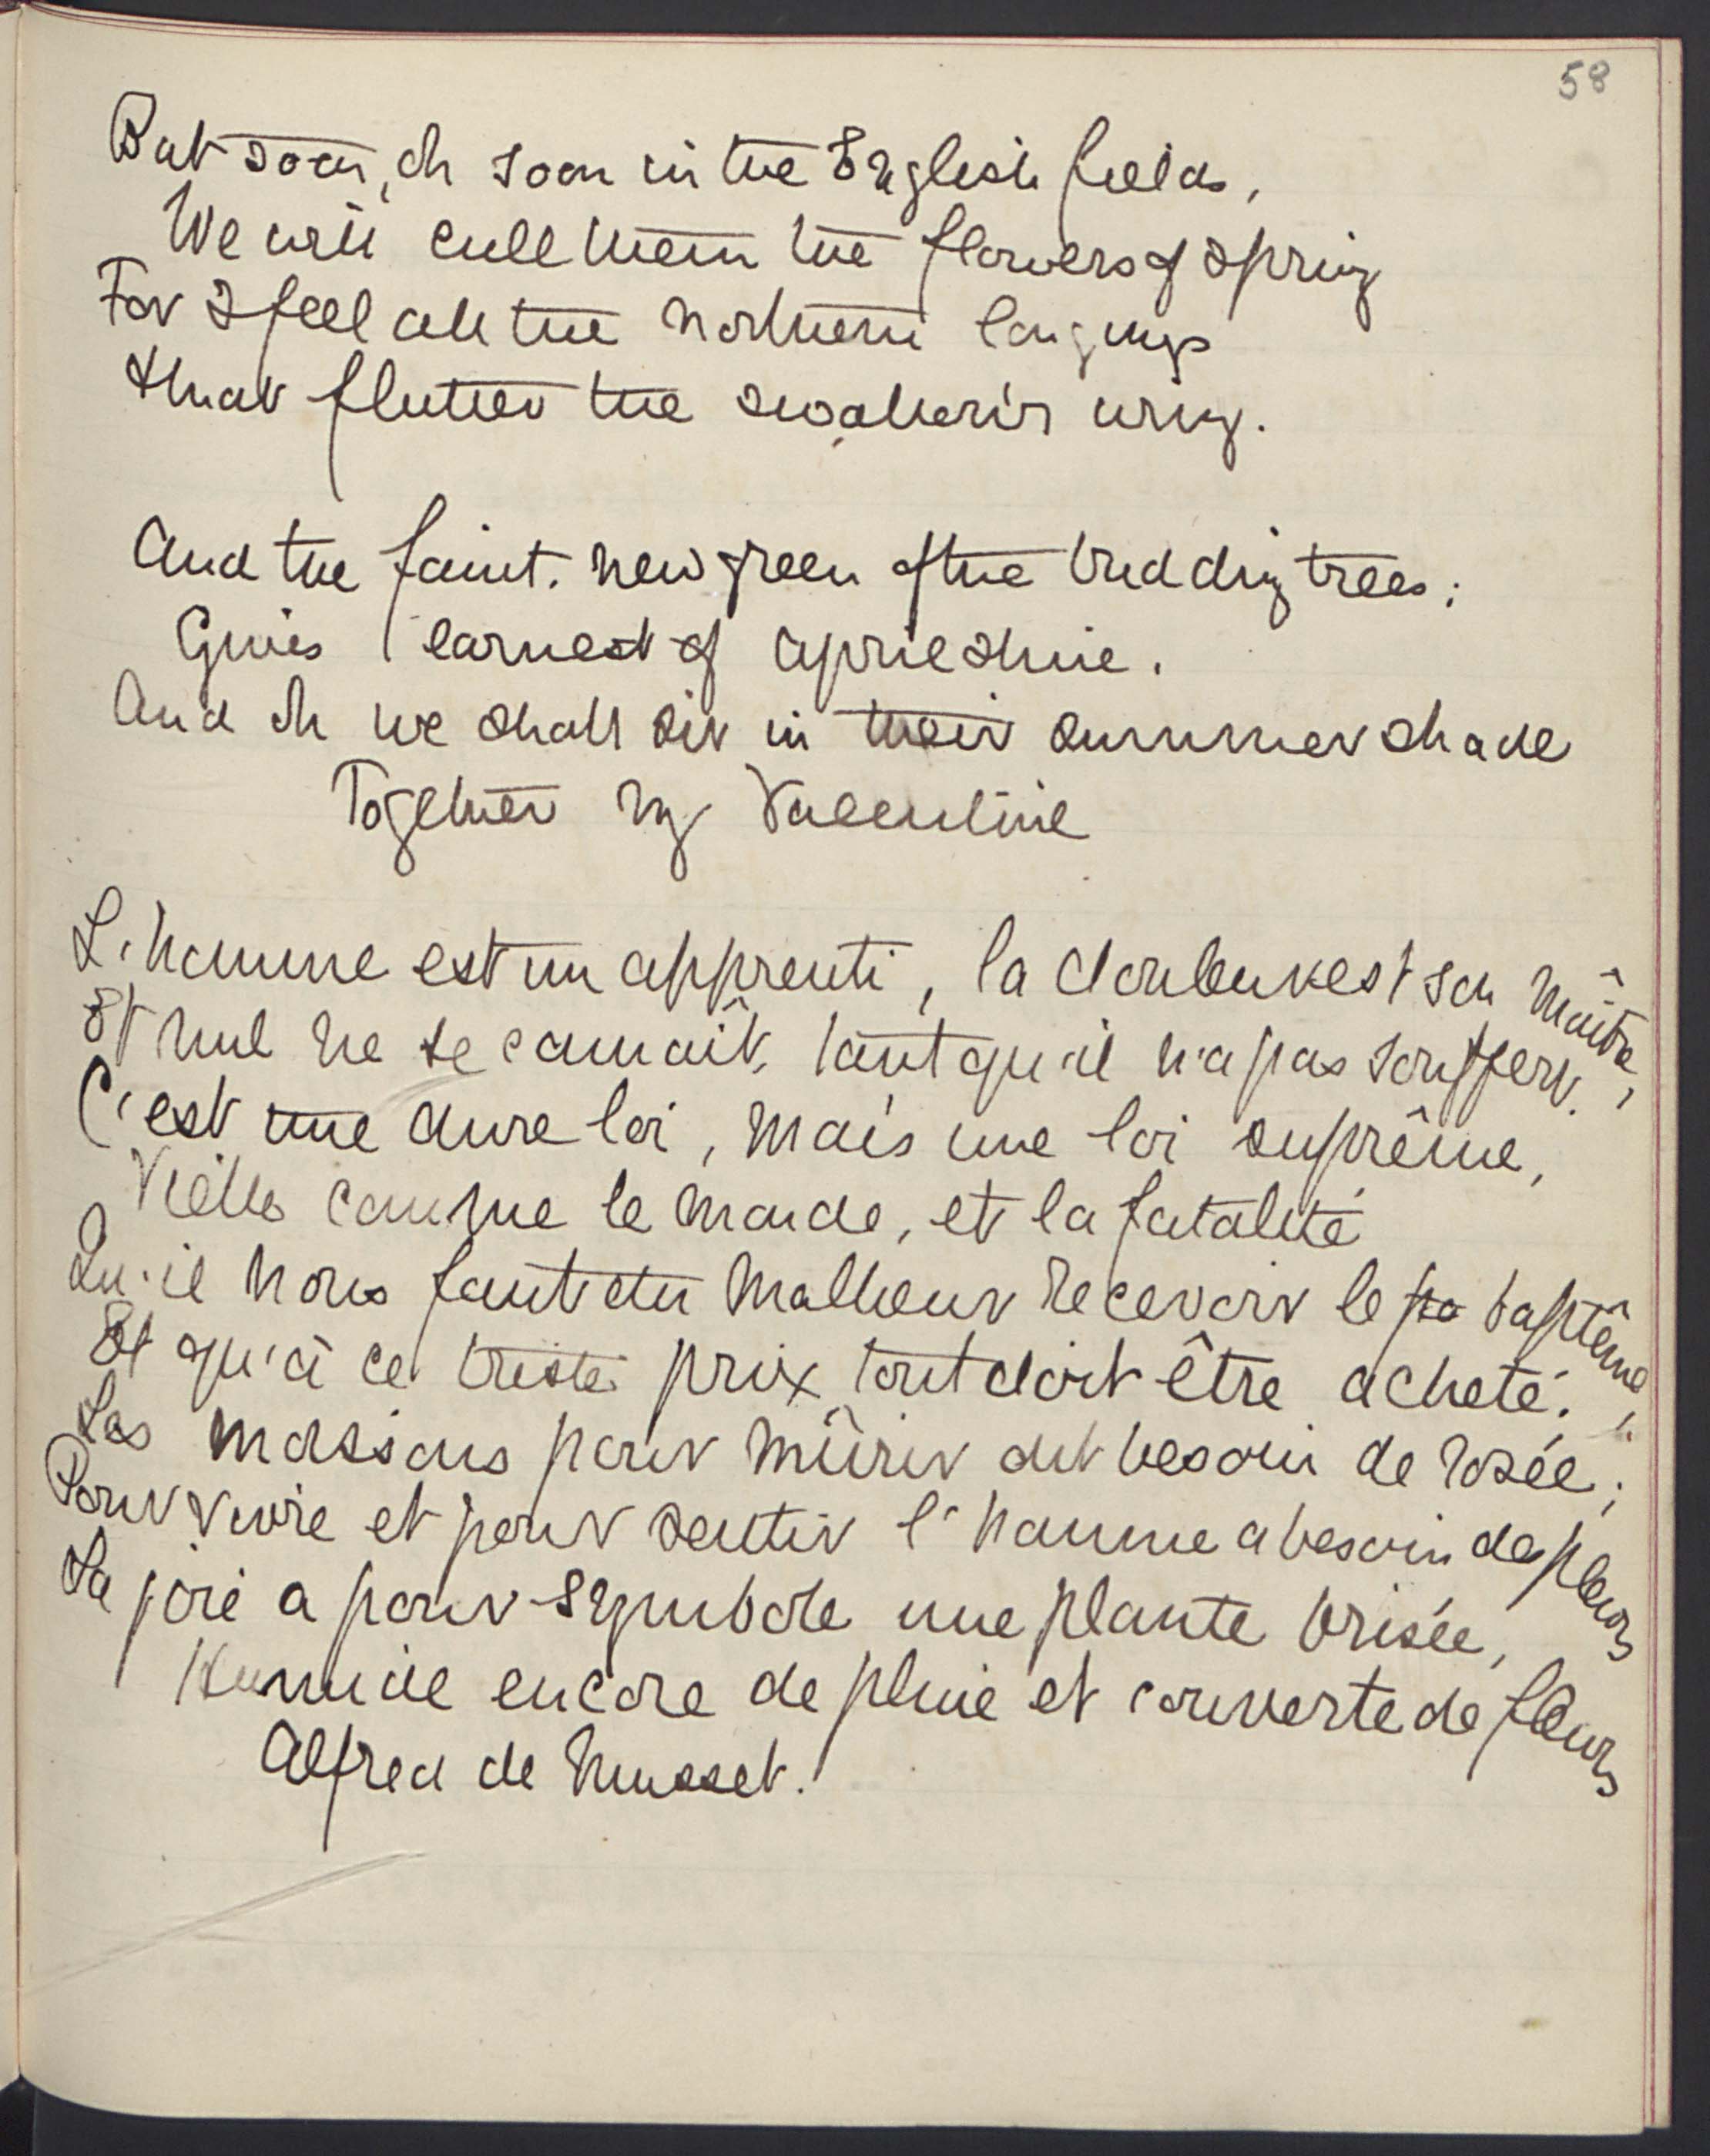 58
But soon, oh soon in the English fields,
We will cull them the flowers of spring
For I feel all the northern longings
that flutter the swallow's wing.
And the faint. new green of the budding trees;
Gives earnest of april shine.
And oh we shall sit in their summer shade
Together my Valentine
L'homme est un apprenti, la douleur est son maître,
Et nul ne se connaît, tant qu'il n'a pas souffert.
C'est une dure loi, mais une loi suprême,
Vieille comme le monde, et la fatalité
Qu'il nous faut du malheur recevoir le baptême,
Et qu'à ce triste prix tout doit être acheté.
Les moissons pour mûrir ont besoin de rosée;
Pour vivre et pour sentir l'homme a besoin des pleurs
La joie a pour symbole une plante brisée,
Humide encore de pluie et couverte de fleurs
Alfred de Musset.